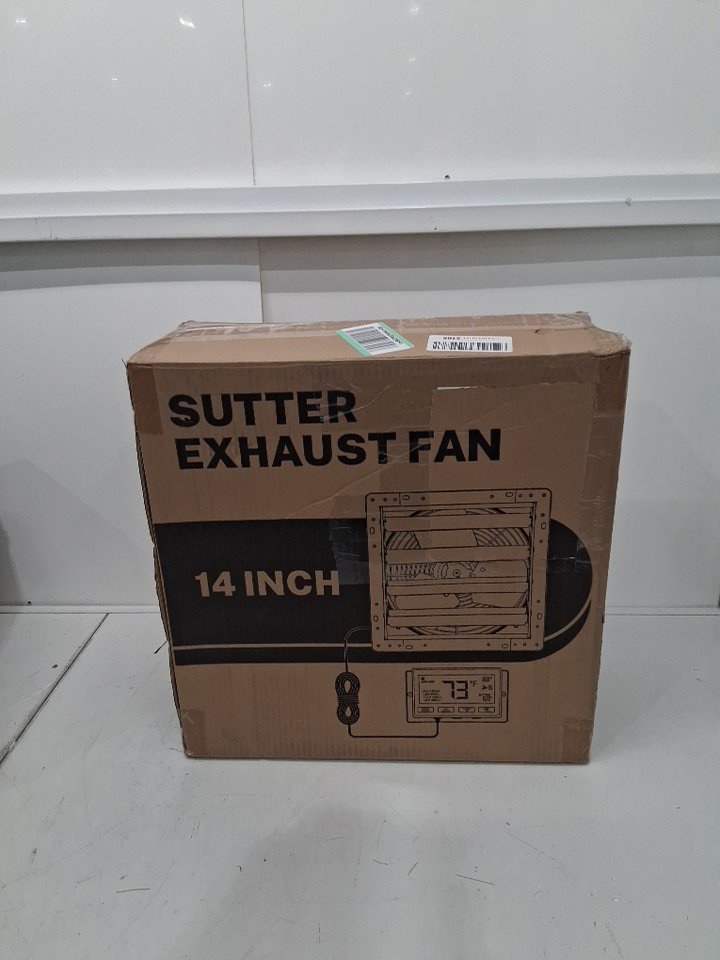 SUTTER
EXHAUST FAN
14 INCH
73°F